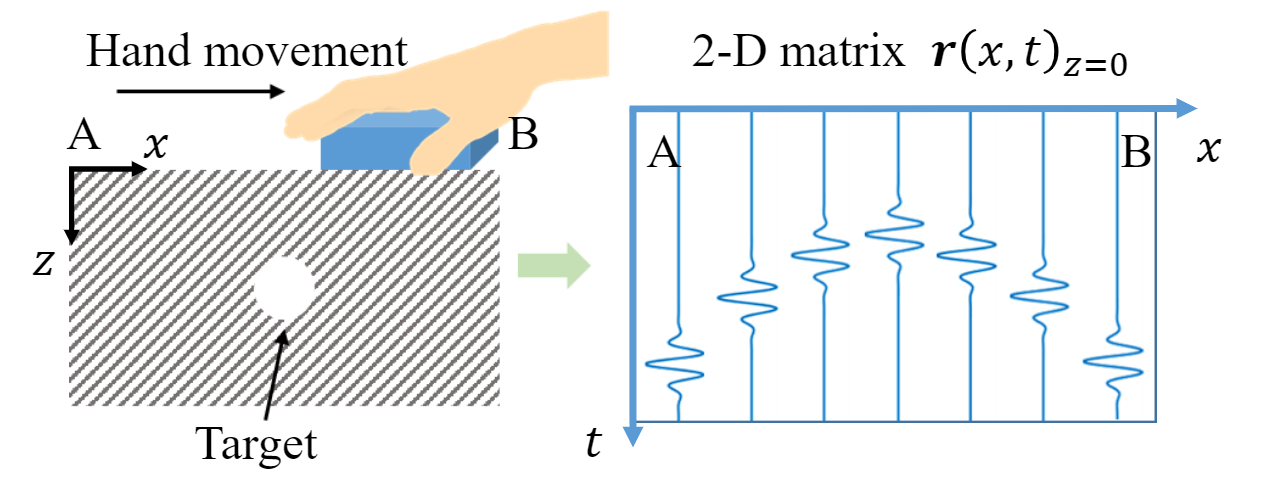 Hand movement
A
x
B
z
Target
2-D matrix r(x, t)z=0
A
B
x
t